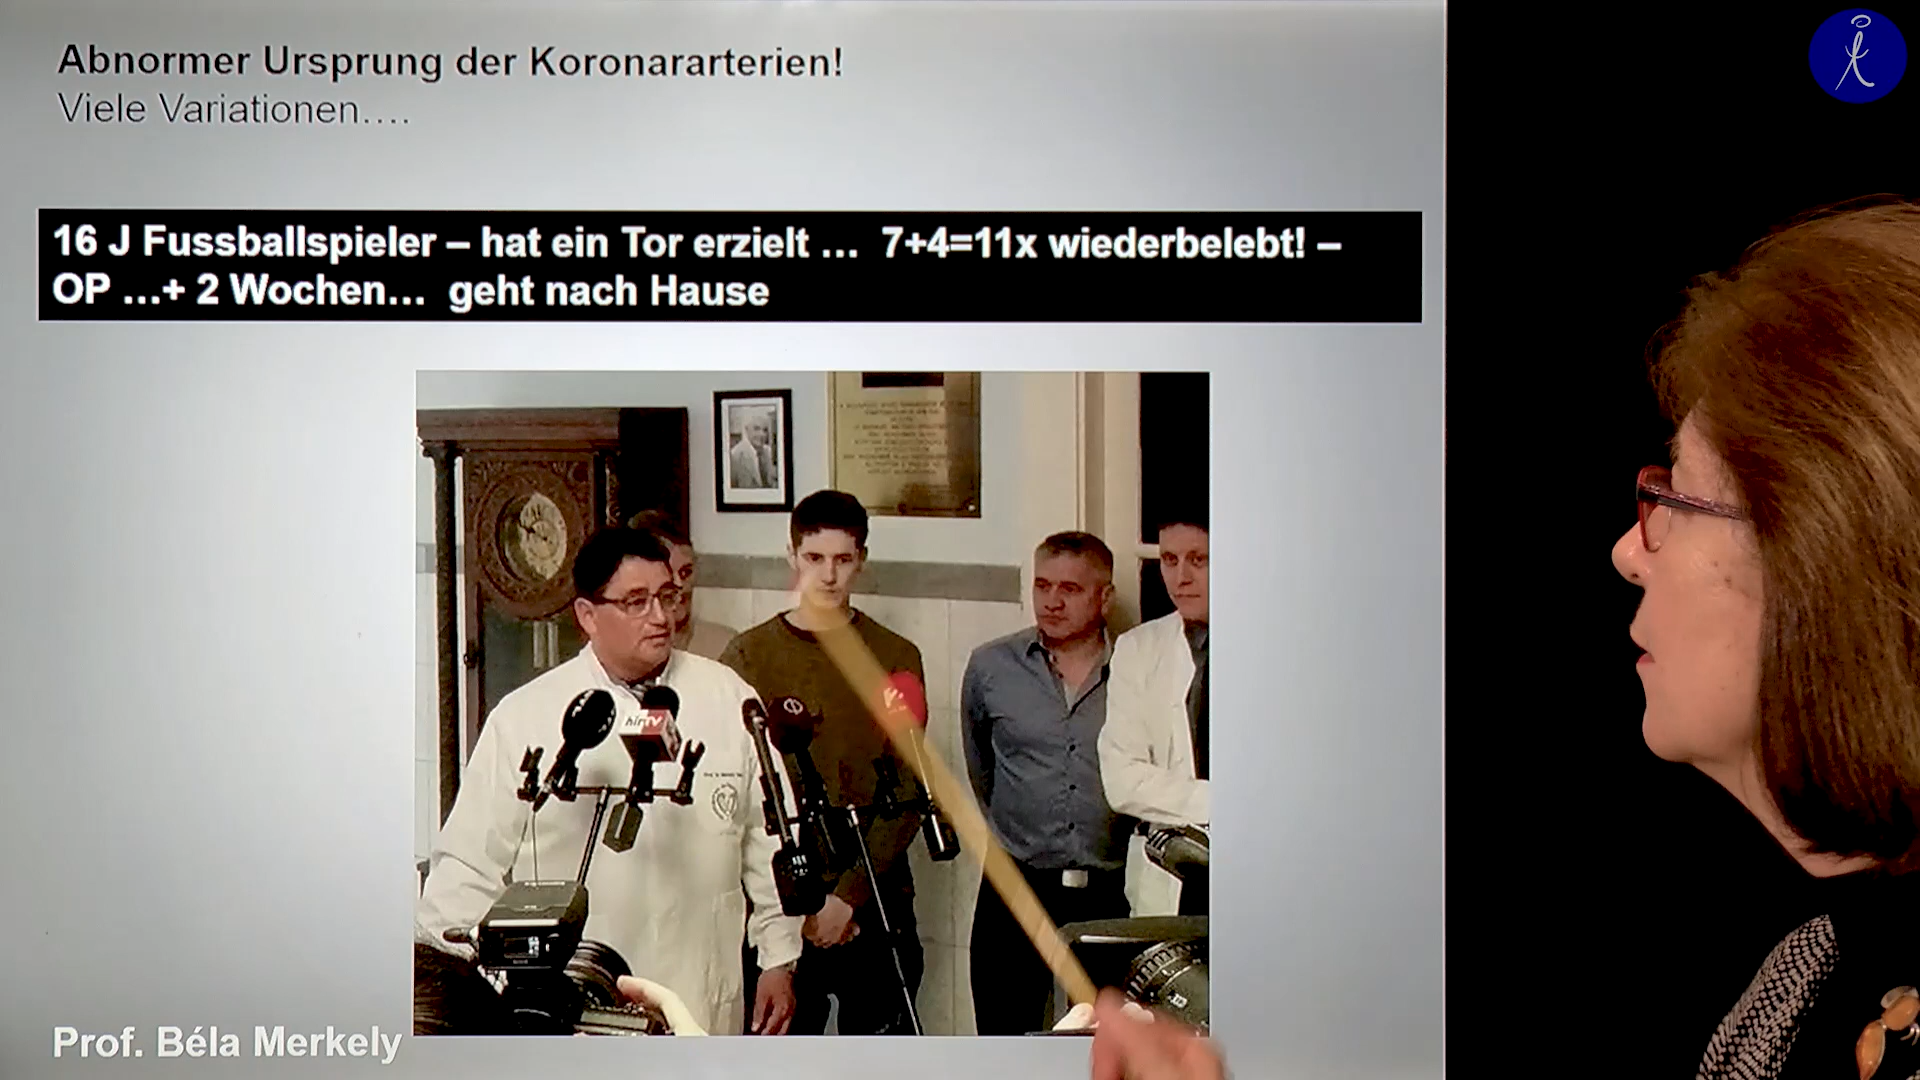 Abnormer Ursprung der Koronararterien!
Viele Variationen....
16 J Fussballspieler – hat ein Tor erzielt ... 7+4=11x wiederbelebt! –
OP ...+ 2 Wochen... geht nach Hause
hírTV
Prof. Béla Merkely